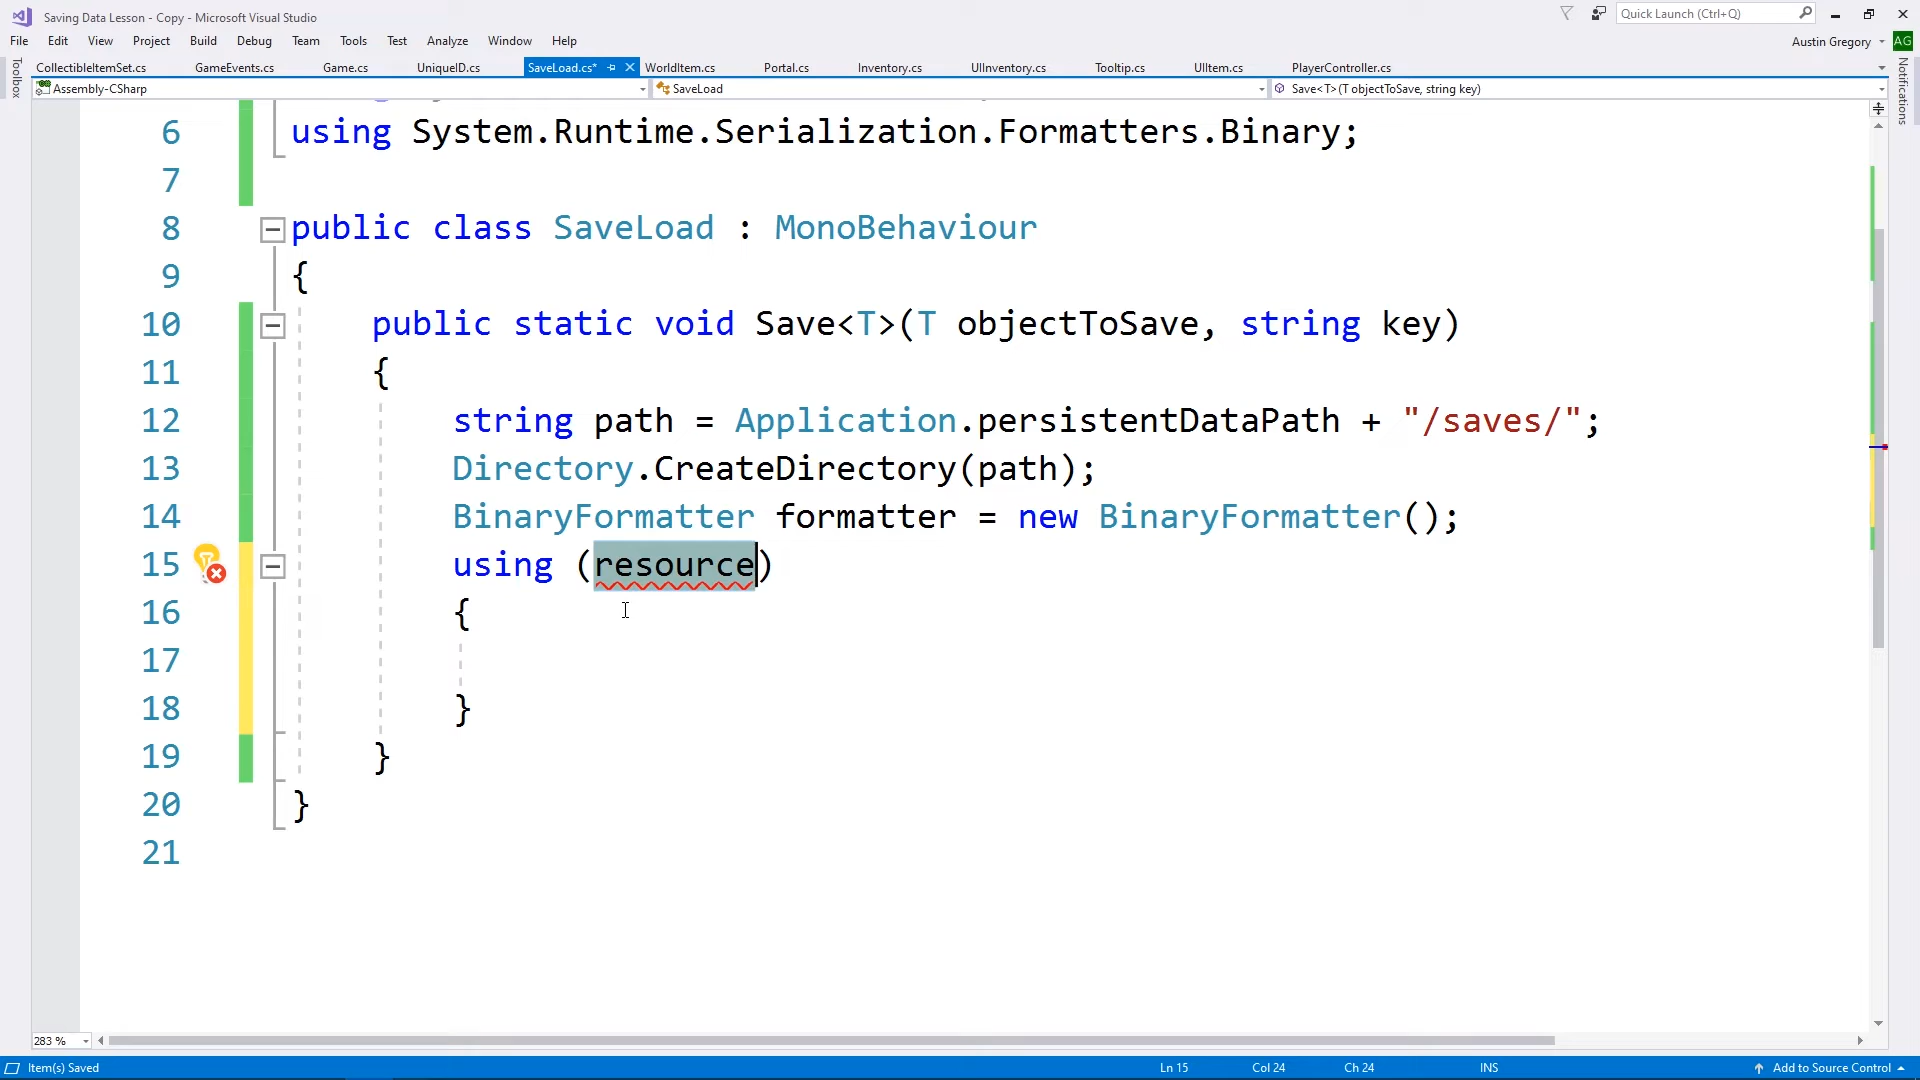 Saving Data Lesson - Copy - Microsoft Visual Studio
Quick Launch (Ctrl+Q)
File Edit View Project Build Debug Team Tools Test Analyze Window Help
Austin Gregory AG
Toolbox
CollectibleItemSet.cs GameEvents.cs Game.cs UniqueID.cs SaveLoad.cs* WorldItem.cs Portal.cs Inventory.cs UIInventory.cs Tooltip.cs UIItem.cs PlayerController.cs
Notifications
Assembly-CSharp SaveLoad Save<T>(T objectToSave, string key)
6 using System.Runtime.Serialization.Formatters.Binary;
7
8 public class SaveLoad : MonoBehaviour
9 {
10 public static void Save<T>(T objectToSave, string key)
11 {
12 string path = Application.persistentDataPath + "/saves/";
13 Directory.CreateDirectory(path);
14 BinaryFormatter formatter = new BinaryFormatter();
15 using (resource)
16 {
17
18 }
19 }
20 }
21
283 %
Item(s) Saved Ln 15 Col 24 Ch 24 INS Add to Source Control